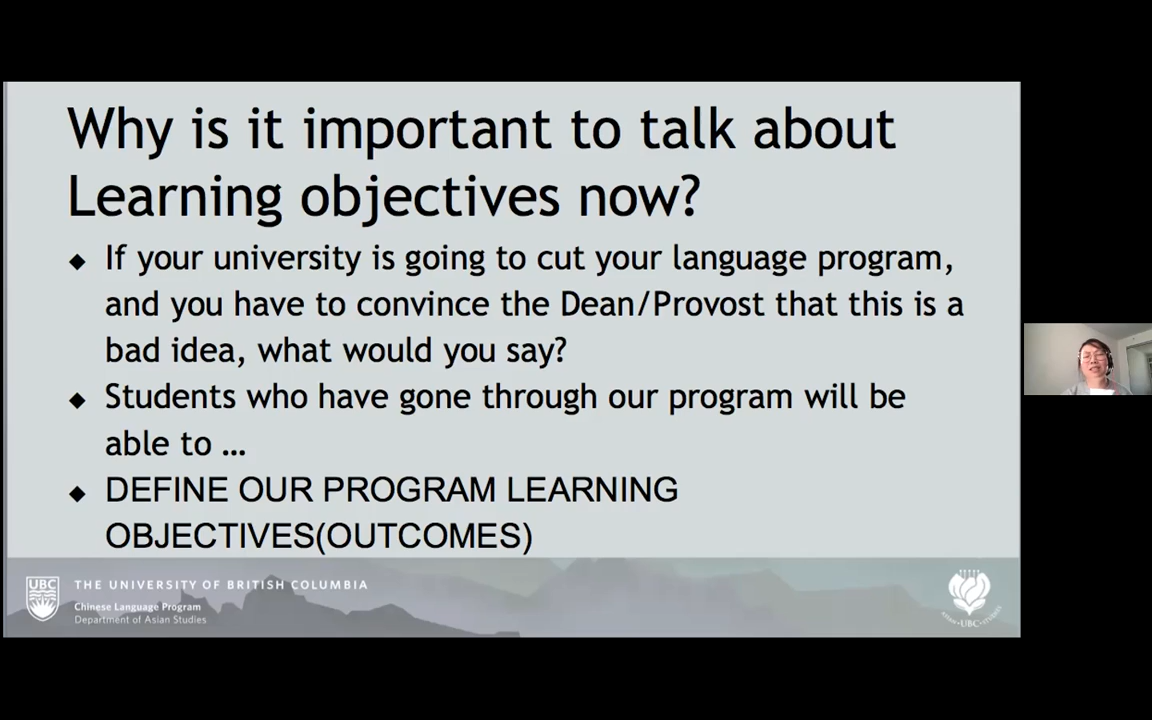 Why is it important to talk about
Learning objectives now?
◆ If your university is going to cut your language program,
and you have to convince the Dean/Provost that this is a
bad idea, what would you say?
◆ Students who have gone through our program will be
able to …
◆ DEFINE OUR PROGRAM LEARNING
OBJECTIVES(OUTCOMES)
UBC
THE UNIVERSITY OF BRITISH COLUMBIA
Chinese Language Program
Department of Asian Studies
ASIAN•UBC•STUDIES